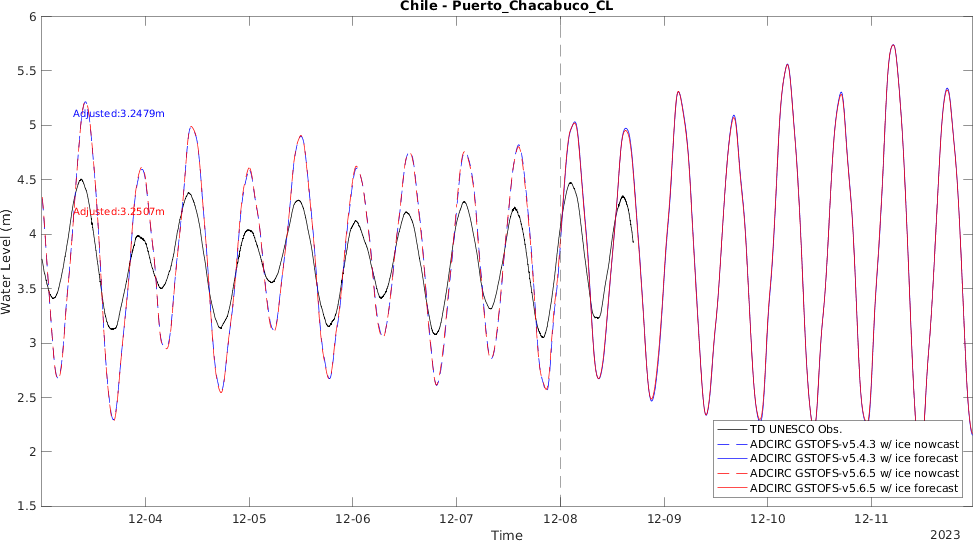 Chile - Puerto_Chacabuco_CL
6
5.5
5
4.5
4
3.5
3
2.5
2
1.5
Water Level (m)
Adjusted:3.2479m
Adjusted:3.2507m
TD UNESCO Obs.
ADCIRC GSTOFS-v5.4.3 w/ ice nowcast
ADCIRC GSTOFS-v5.4.3 w/ ice forecast
ADCIRC GSTOFS-v5.6.5 w/ ice nowcast
ADCIRC GSTOFS-v5.6.5 w/ ice forecast
12-04 12-05 12-06 12-07 12-08 12-09 12-10 12-11
Time
2023